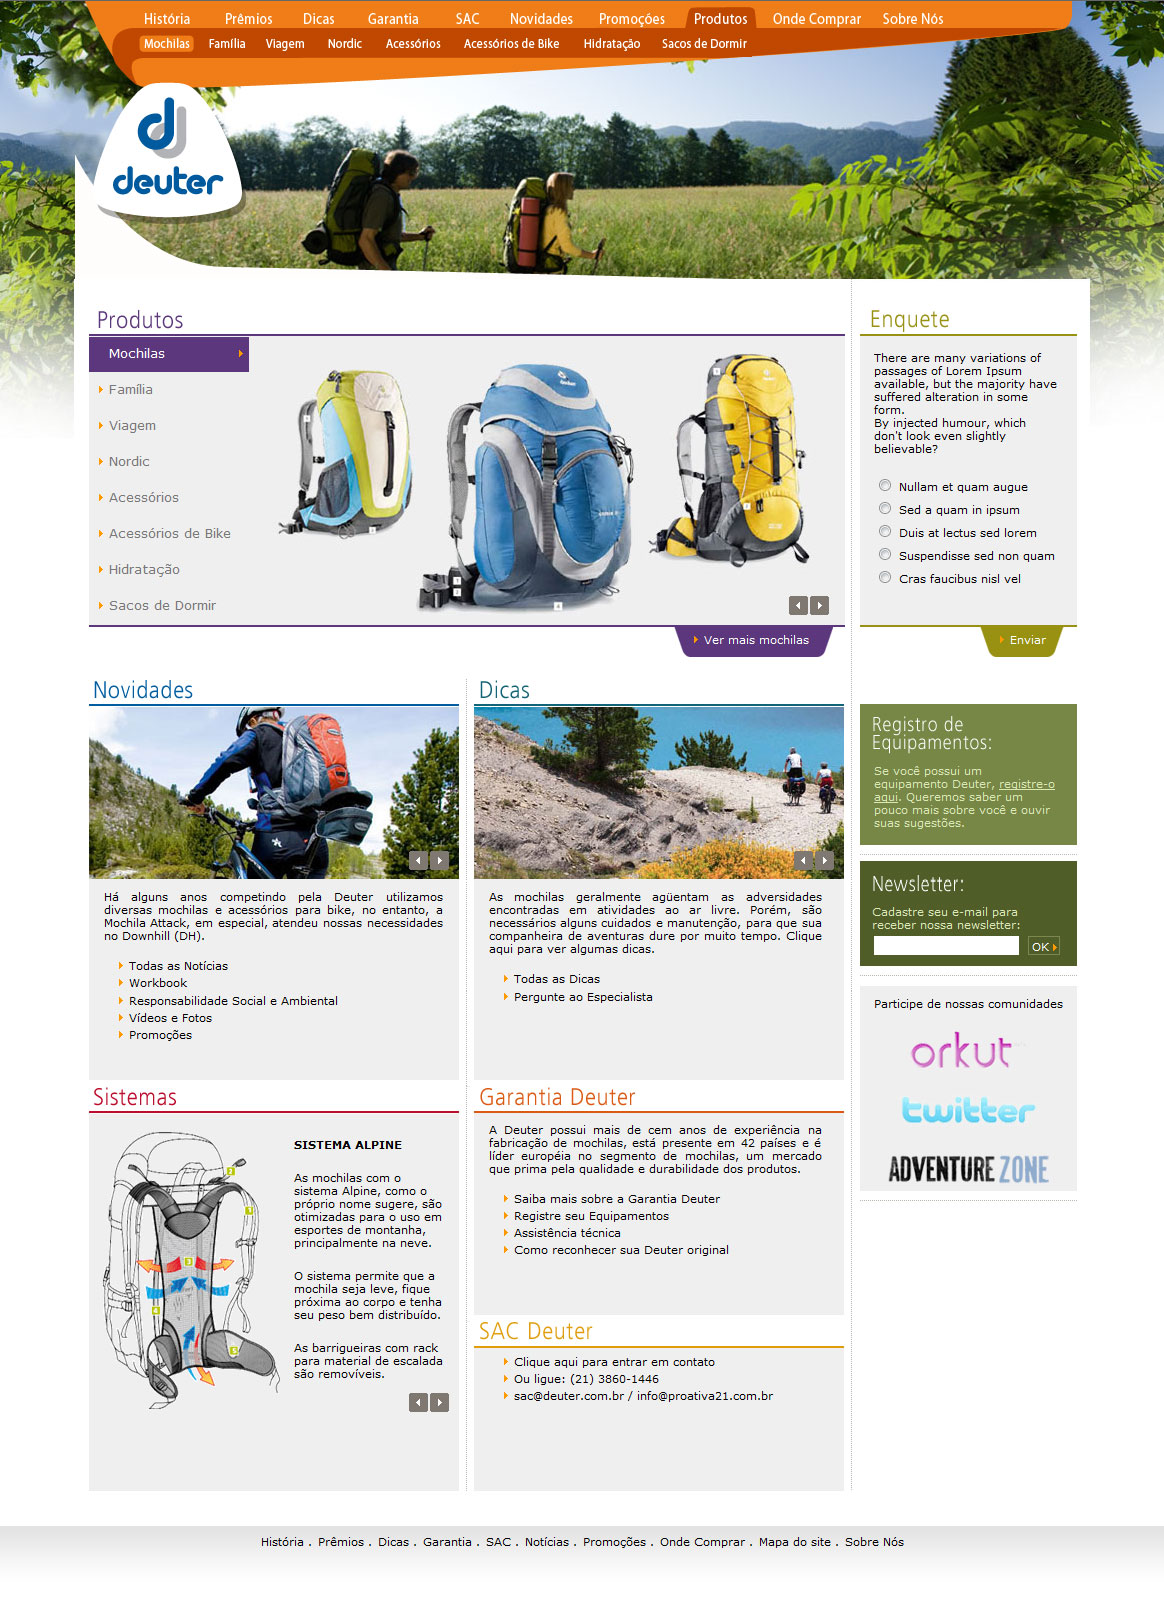 História Prêmios Dicas Garantia SAC Novidades Promoções Produtos Onde Comprar Sobre Nós
Mochilas Família Viagem Nordic Acessórios Acessórios de Bike Hidratação Sacos de Dormir
deuter
Produtos
Mochilas
Família
Viagem
Nordic
Acessórios
Acessórios de Bike
Hidratação
Sacos de Dormir
Ver mais mochilas
Enquete
There are many variations of
passages of Lorem Ipsum
available, but the majority have
suffered alteration in some
form.
By injected humour, which
don't look even slightly
believable?
Nullam et quam augue
Sed a quam in ipsum
Duis at lectus sed lorem
Suspendisse sed non quam
Cras faucibus nisl vel
Enviar
Novidades
Há alguns anos competindo pela Deuter utilizamos
diversas mochilas e acessórios para bike, no entanto, a
Mochila Attack, em especial, atendeu nossas necessidades
no Downhill (DH).
Todas as Notícias
Workbook
Responsabilidade Social e Ambiental
Vídeos e Fotos
Promoções
Dicas
As mochilas geralmente agüentam as adversidades
encontradas em atividades ao ar livre. Porém, são
necessários alguns cuidados e manutenção, para que sua
companheira de aventuras dure por muito tempo. Clique
aqui para ver algumas dicas.
Todas as Dicas
Pergunte ao Especialista
Registro de
Equipamentos:
Se você possui um
equipamento Deuter, registre-o
aqui. Queremos saber um
pouco mais sobre você e ouvir
suas sugestões.
Newsletter:
Cadastre seu e-mail para
receber nossa newsletter:
OK
Participe de nossas comunidades
orkut
twitter
ADVENTURE ZONE
Sistemas
SISTEMA ALPINE
As mochilas com o
sistema Alpine, como o
próprio nome sugere, são
otimizadas para o uso em
esportes de montanha,
principalmente na neve.
O sistema permite que a
mochila seja leve, fique
próxima ao corpo e tenha
seu peso bem distribuído.
As barrigueiras com rack
para material de escalada
são removíveis.
Garantia Deuter
A Deuter possui mais de cem anos de experiência na
fabricação de mochilas, está presente em 42 países e é
líder européia no segmento de mochilas, um mercado
que prima pela qualidade e durabilidade dos produtos.
Saiba mais sobre a Garantia Deuter
Registre seu Equipamentos
Assistência técnica
Como reconhecer sua Deuter original
SAC Deuter
Clique aqui para entrar em contato
Ou ligue: (21) 3860-1446
sac@deuter.com.br / info@proativa21.com.br
História . Prêmios . Dicas . Garantia . SAC . Notícias . Promoções . Onde Comprar . Mapa do site . Sobre Nós